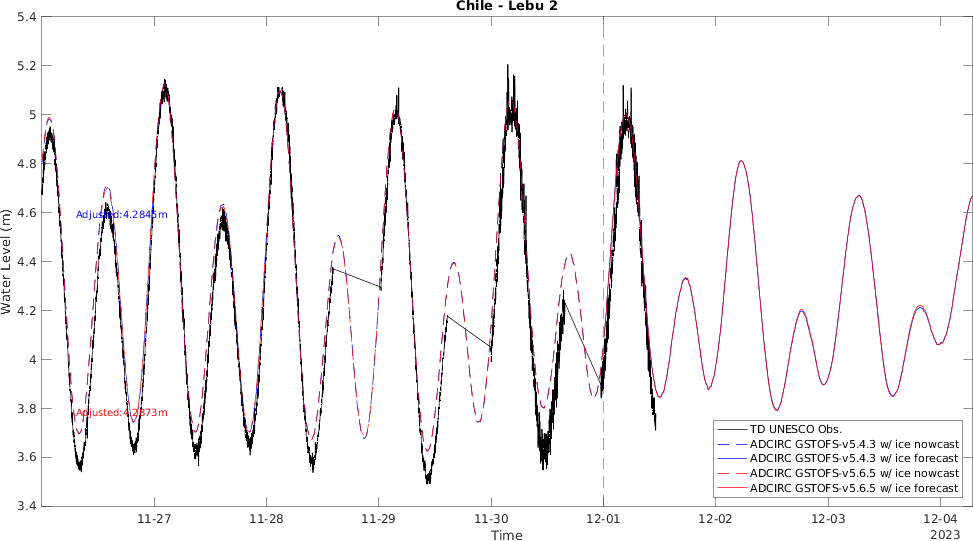 Chile - Lebu 2
5.4
5.2
5
4.8
4.6
4.4
4.2
4
3.8
3.6
3.4
Water Level (m)
Adjusted:4.2845m
Adjusted:4.2873m
TD UNESCO Obs.
ADCIRC GSTOFS-v5.4.3 w/ ice nowcast
ADCIRC GSTOFS-v5.4.3 w/ ice forecast
ADCIRC GSTOFS-v5.6.5 w/ ice nowcast
ADCIRC GSTOFS-v5.6.5 w/ ice forecast
11-27 11-28 11-29 11-30 12-01 12-02 12-03 12-04
Time 2023